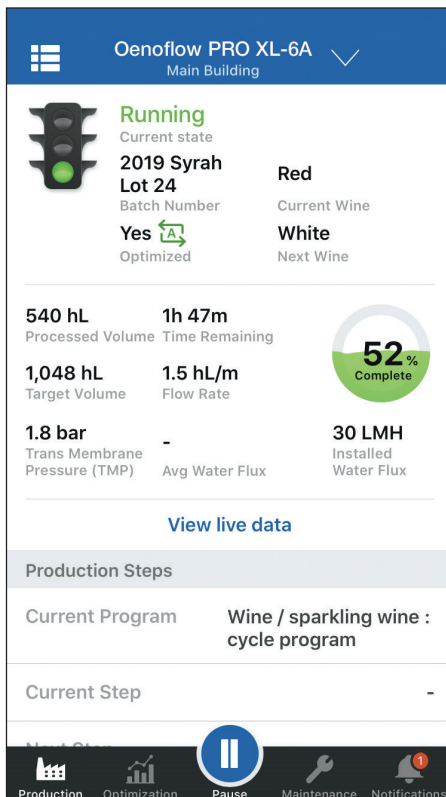 Oenoflow PRO XL-6A
Main Building
Running
Current state
2019 Syrah
Lot 24
Batch Number
Red
Current Wine
Yes A
Optimized
White
Next Wine
540 hL
Processed Volume
1h 47m
Time Remaining
52%
Complete
1,048 hL
Target Volume
1.5 hL/m
Flow Rate
1.8 bar
Trans Membrane
Pressure (TMP)
-
Avg Water Flux
30 LMH
Installed
Water Flux
View live data
Production Steps
Current Program
Wine / sparkling wine :
cycle program
Current Step
-
Next Step
1
Production
Optimization
Pause
Maintenance
Notifications